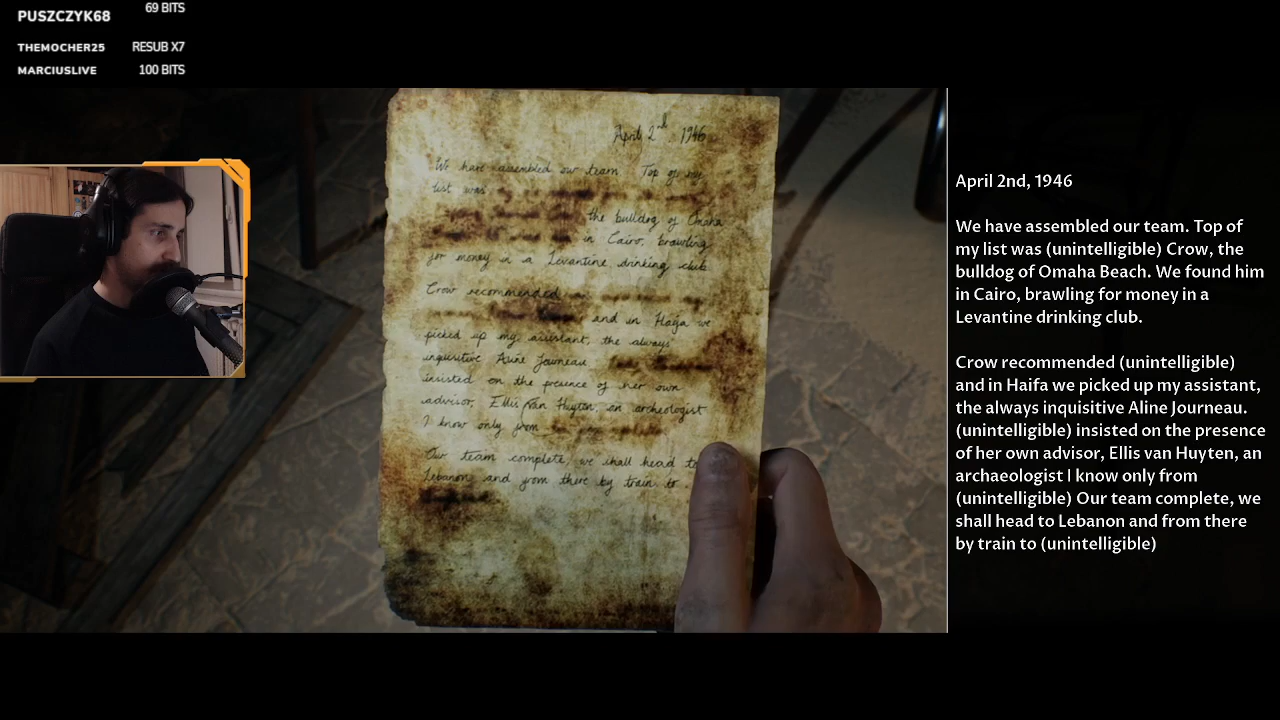 PUSZCZYK68 69 BITS
THEMOCHER25 RESUB X7
MARCIUSLIVE 100 BITS
April 2nd 1946
We have assembled our team. Top of my
list was
the bulldog of Omaha
in Cairo, brawling
for money in a Levantine drinking club
Crow recommended
and in Haifa we
picked up my assistant, the always
inquisitive Aline Journeau.
insisted on the presence of her own
advisor, Ellis van Huyten, an archeologist
I know only from
Our team complete, we shall head to
Lebanon and from there by train to
April 2nd, 1946
We have assembled our team. Top of
my list was (unintelligible) Crow, the
bulldog of Omaha Beach. We found him
in Cairo, brawling for money in a
Levantine drinking club.
Crow recommended (unintelligible)
and in Haifa we picked up my assistant,
the always inquisitive Aline Journeau.
(unintelligible) insisted on the presence
of her own advisor, Ellis van Huyten, an
archaeologist I know only from
(unintelligible) Our team complete, we
shall head to Lebanon and from there
by train to (unintelligible)